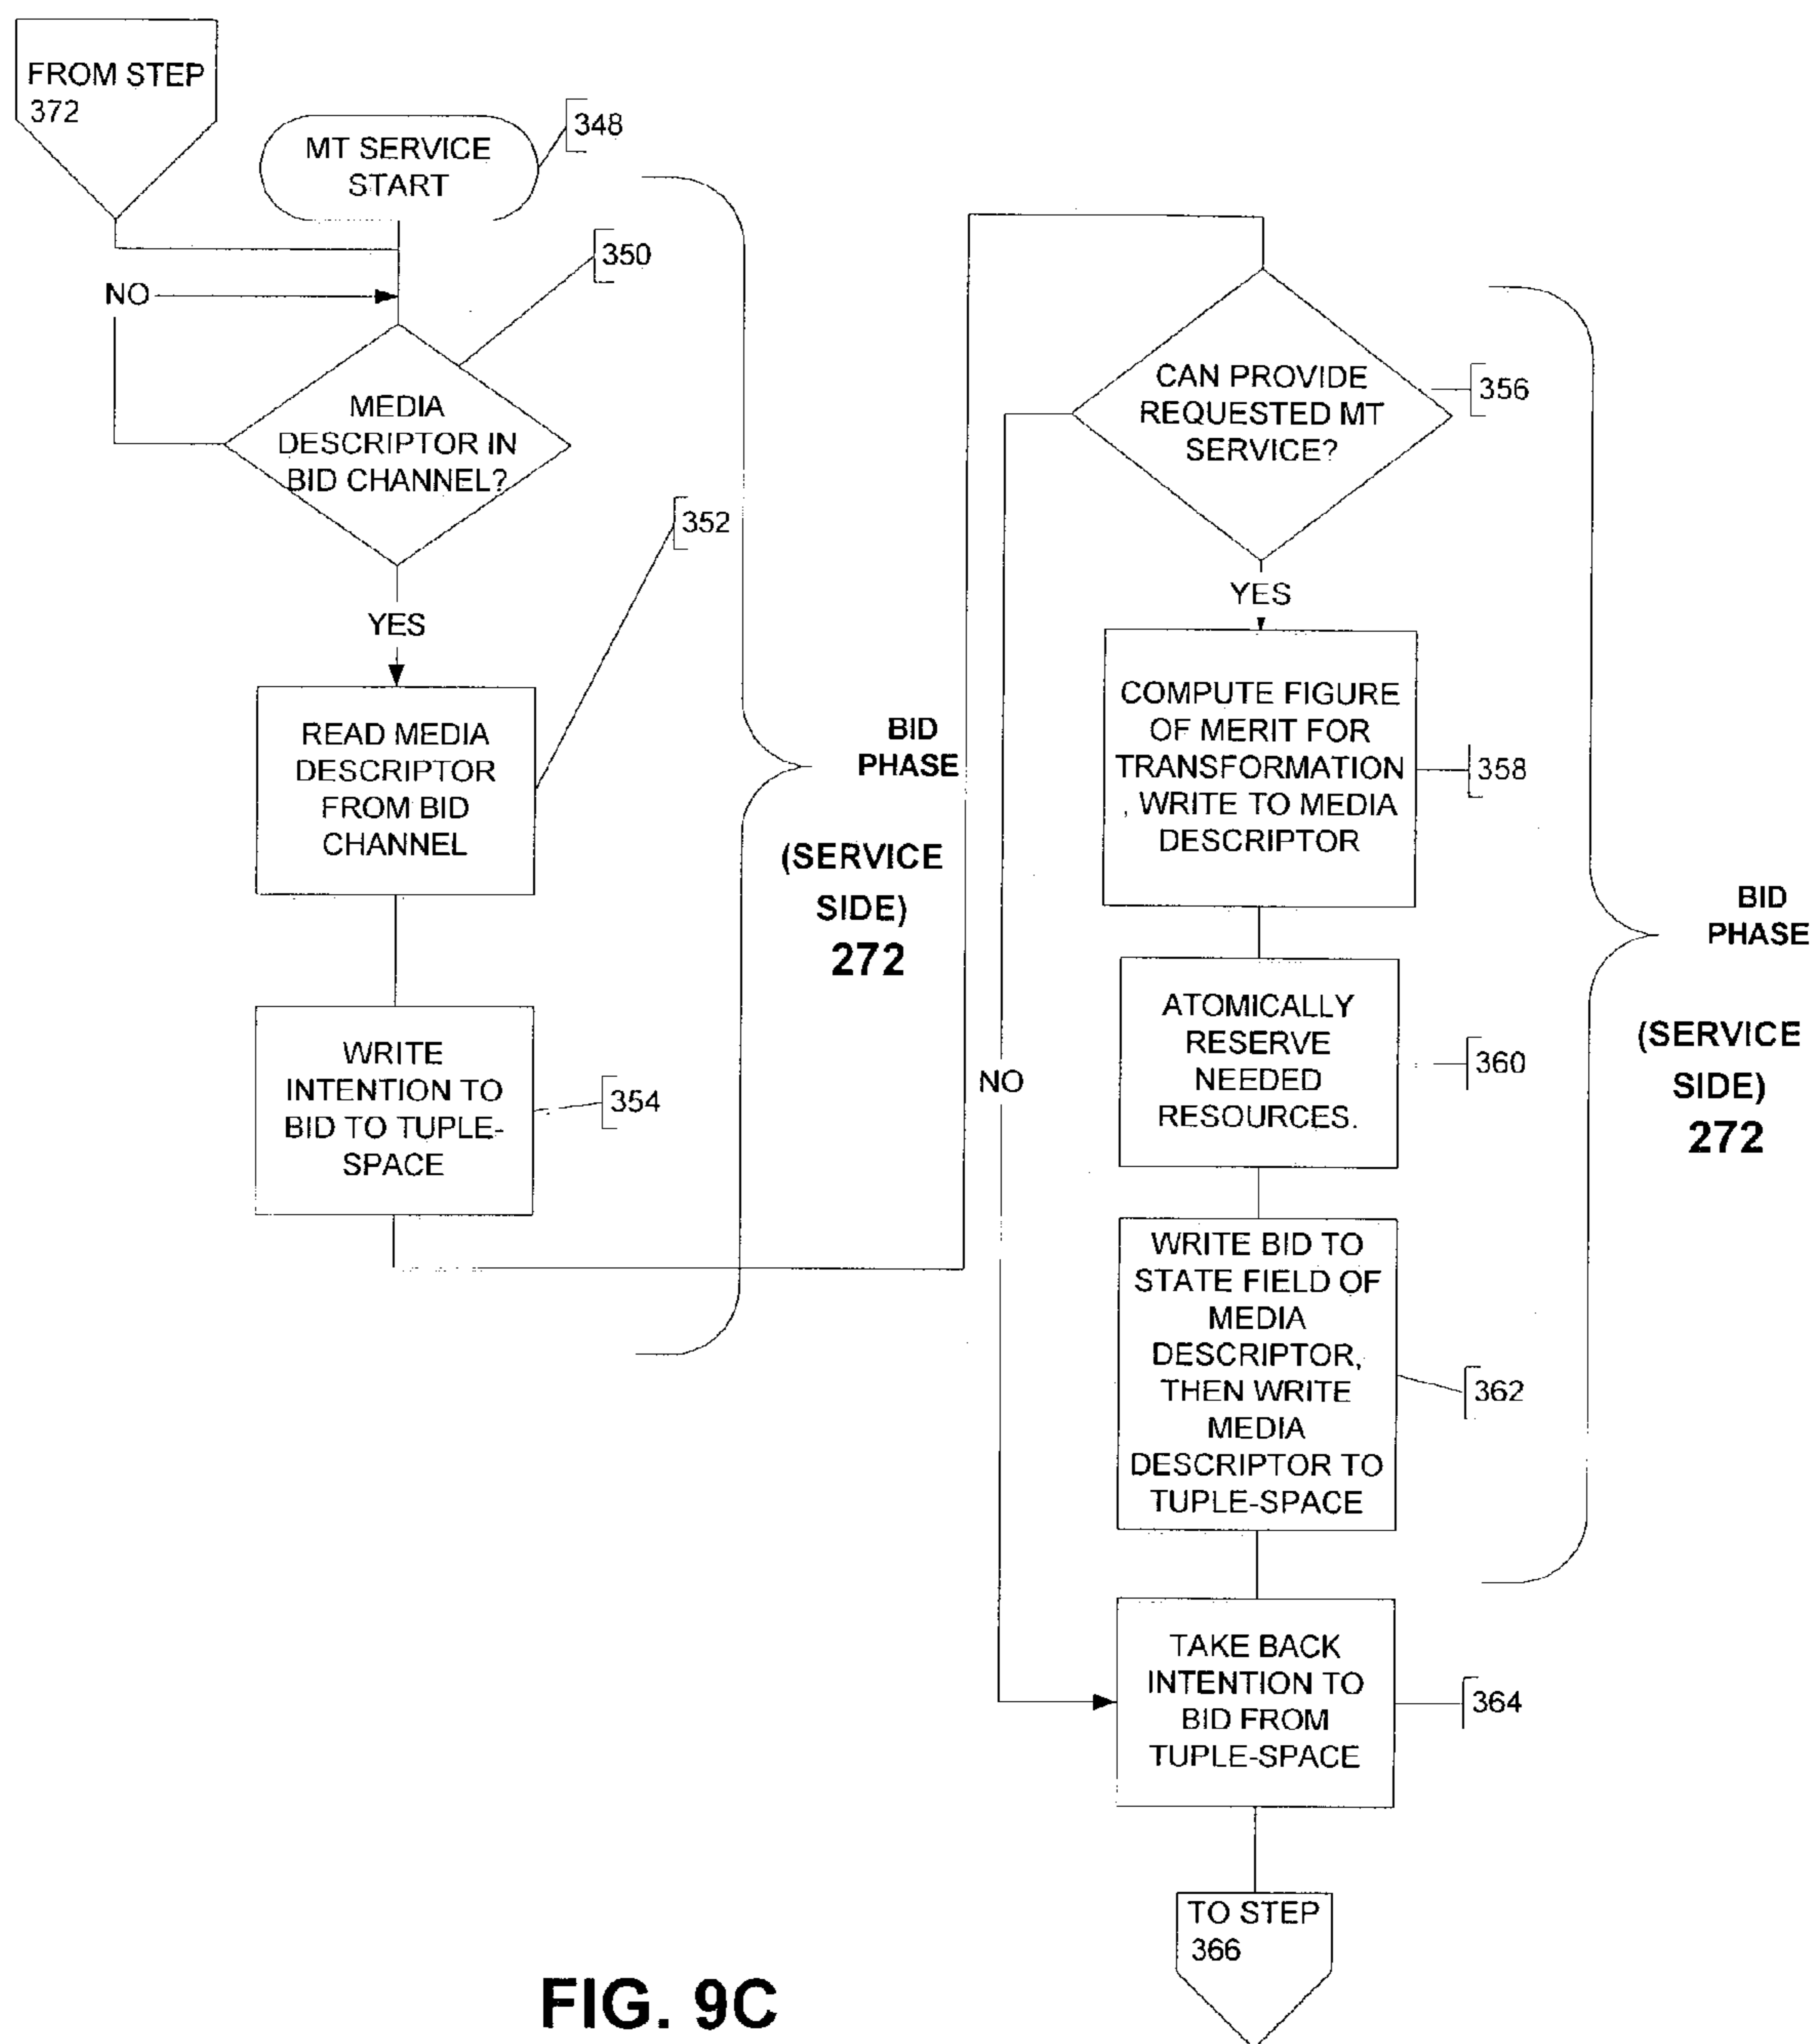 FROM STEP
372
MT SERVICE
START
348
350
NO
MEDIA
DESCRIPTOR IN
BID CHANNEL?
352
YES
READ MEDIA
DESCRIPTOR
FROM BID
CHANNEL
WRITE
INTENTION TO
BID TO TUPLE-
SPACE
354
BID
PHASE
(SERVICE
SIDE)
272
CAN PROVIDE
REQUESTED MT
SERVICE?
356
YES
COMPUTE FIGURE
OF MERIT FOR
TRANSFORMATION
, WRITE TO MEDIA
DESCRIPTOR
358
ATOMICALLY
RESERVE
NEEDED
RESOURCES.
360
NO
WRITE BID TO
STATE FIELD OF
MEDIA
DESCRIPTOR,
THEN WRITE
MEDIA
DESCRIPTOR TO
TUPLE-SPACE
362
BID
PHASE
(SERVICE
SIDE)
272
TAKE BACK
INTENTION TO
BID FROM
TUPLE-SPACE
364
TO STEP
366
FIG. 9C